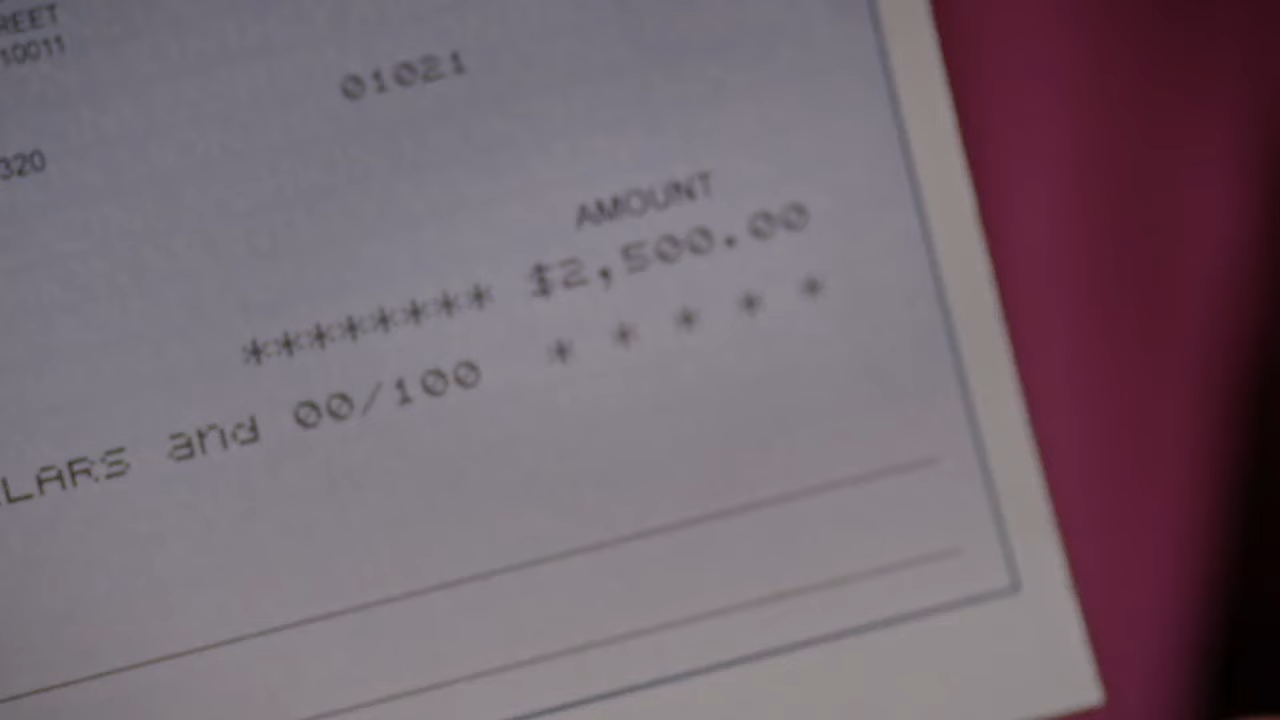 REET
10011
01021
320
AMOUNT
******** $2,500.00
LARS and 00/100 * * * * *